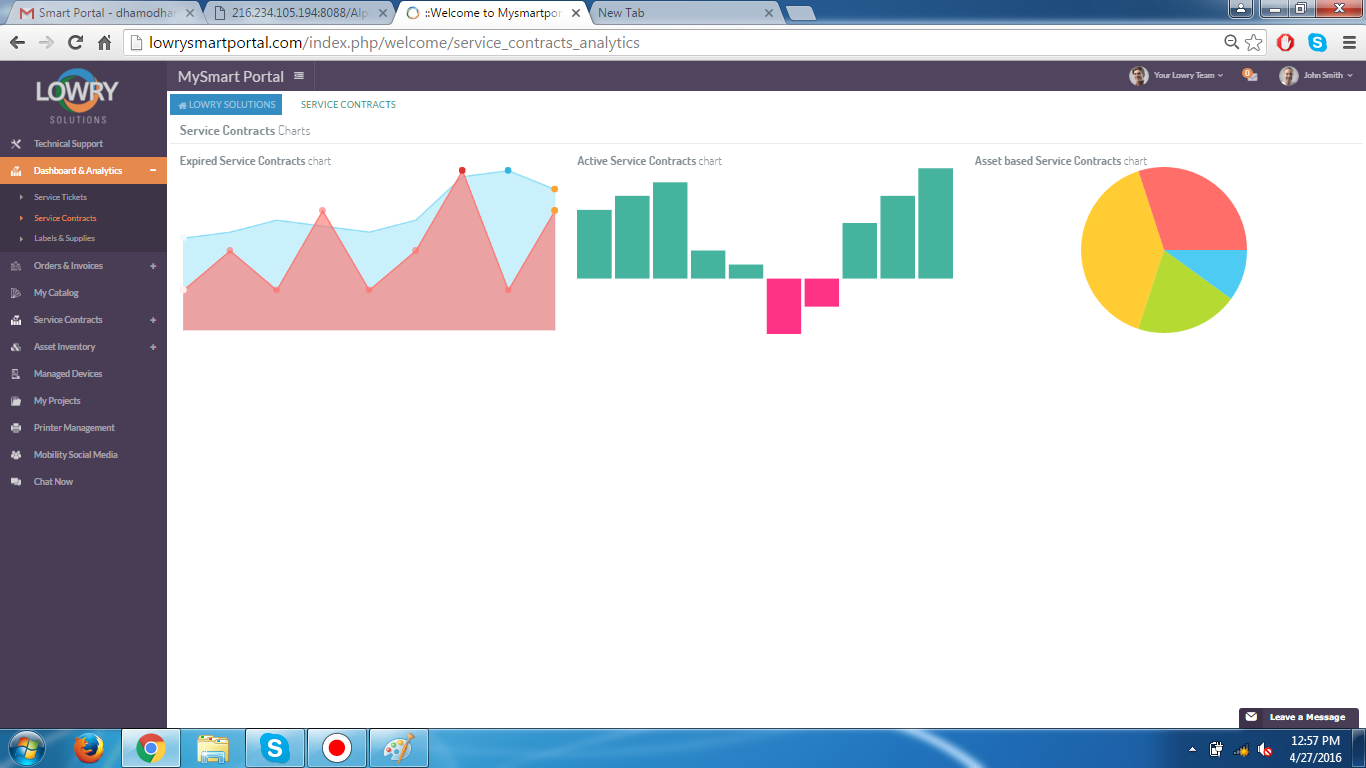 Smart Portal - dhamodhar
216.234.105.194:8088/Alp
::Welcome to Mysmartpor
New Tab
lowrysmartportal.com/index.php/welcome/service_contracts_analytics
LOWRY
SOLUTIONS
MySmart Portal
Your Lowry Team
0
John Smith
LOWRY SOLUTIONS
SERVICE CONTRACTS
Service Contracts Charts
Technical Support
Dashboard & Analytics
Service Tickets
Service Contracts
Labels & Supplies
Orders & Invoices
My Catalog
Service Contracts
Asset Inventory
Managed Devices
My Projects
Printer Management
Mobility Social Media
Chat Now
Expired Service Contracts chart
Active Service Contracts chart
Asset based Service Contracts chart
Leave a Message
12:57 PM
4/27/2016